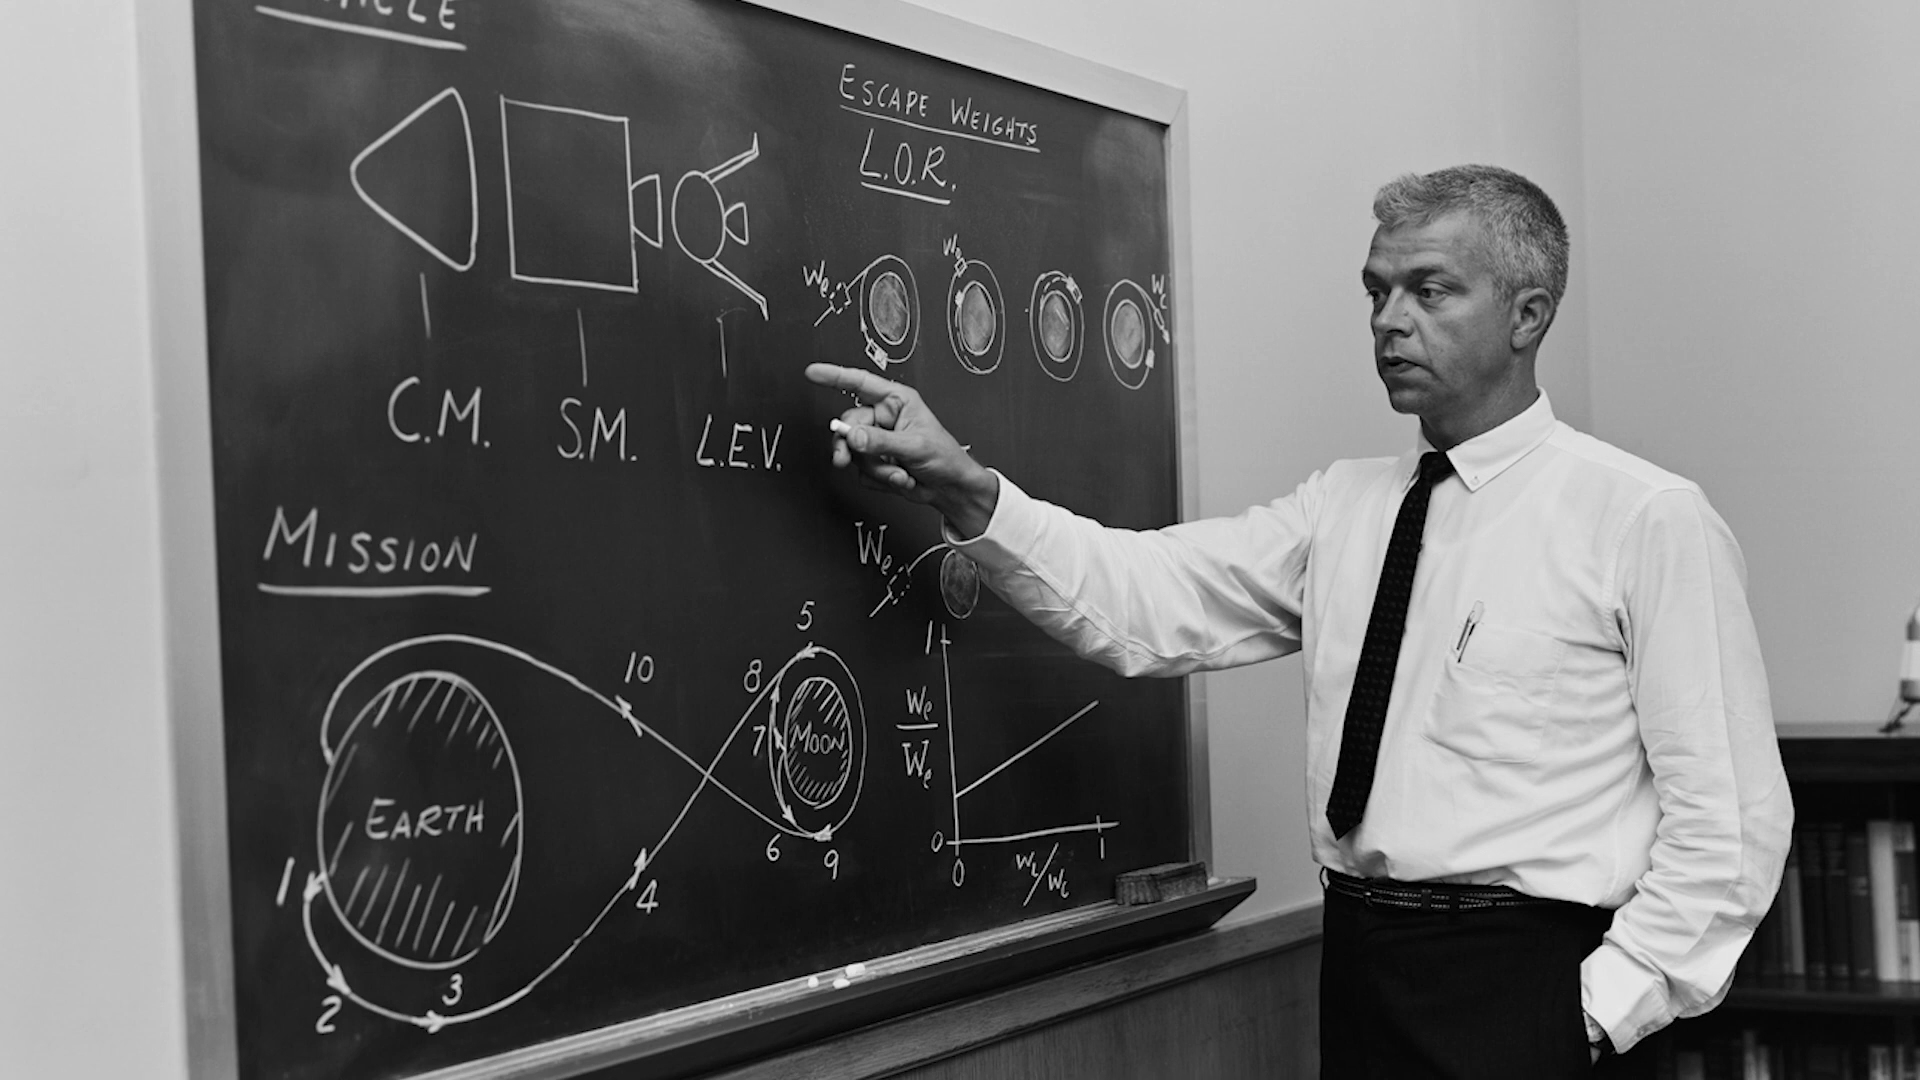 ESCAPE WEIGHTS
L.O.R.
We
Wo
Wc
C.M.
S.M.
L.E.V.
MISSION
We
5
10
8
1
We
We
7
MOON
EARTH
0
6
9
0
WL/WC
1
1
4
3
2